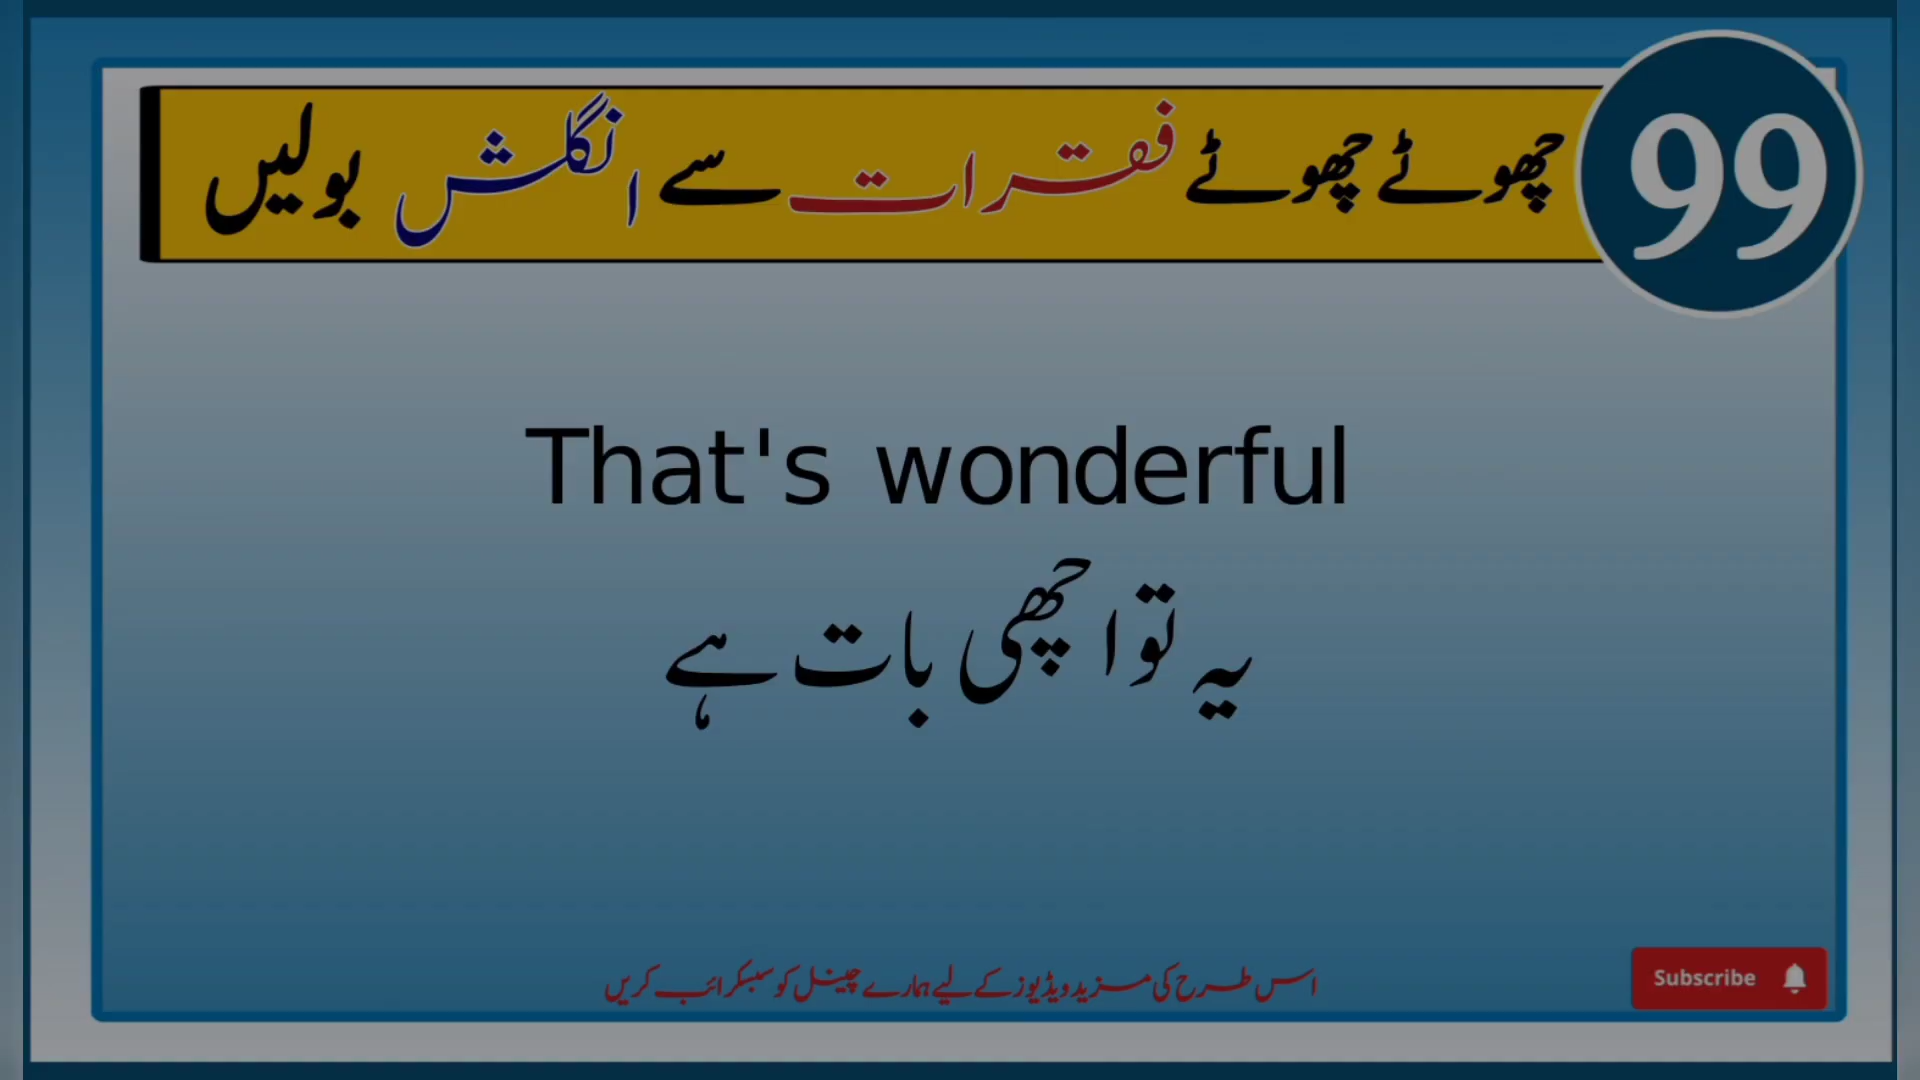 99 چھوٹے چھوٹے فقرات سے انگلش بولیں
That's wonderful
یہ تو اچھی بات ہے
اس طرح کی مزید ویڈیوز کے لیے ہمارے چینل کو سبسکرائب کریں
Subscribe